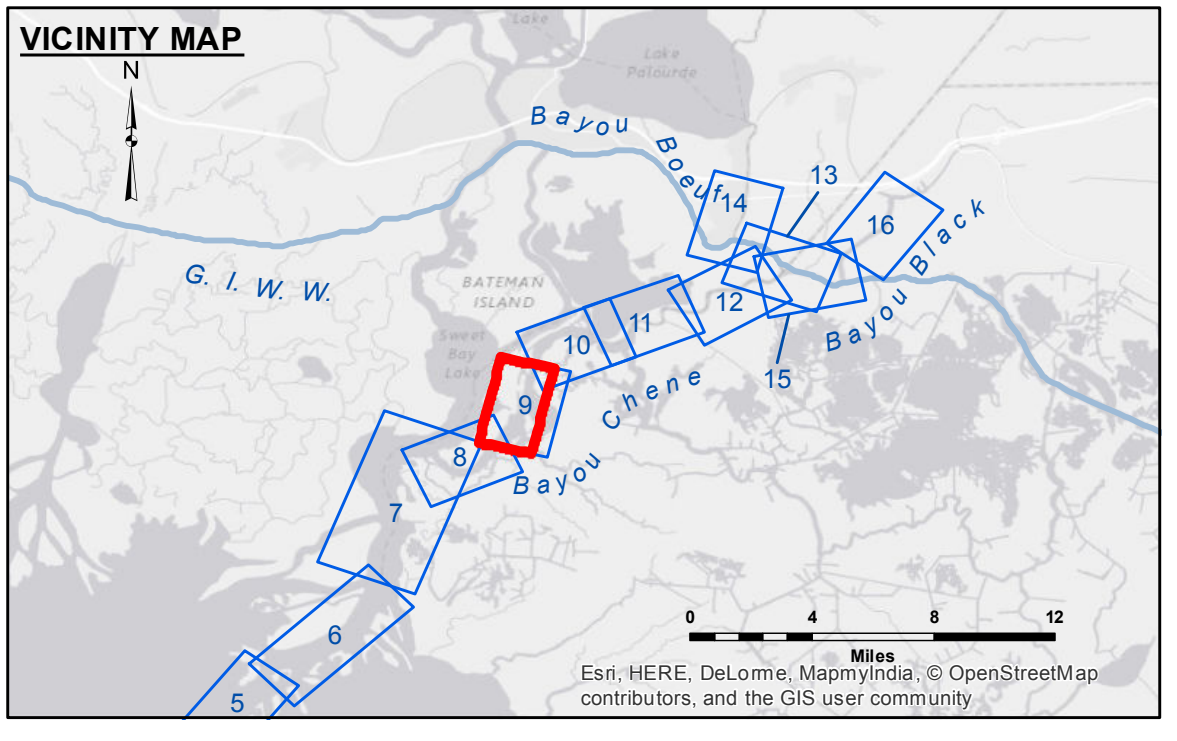 VICINITY MAP
N
Lake
Lake
Palourde
Bayou
Boeuf
13
14
16
Bayou Black
G. I. W. W.
BATEMAN
ISLAND
12
11
10
Sweet
Bay
Lake
15
9
Bayou Chene
8
7
6
5
0 4 8 12
Miles
Esri, HERE, DeLorme, MapmyIndia, © OpenStreetMap
contributors, and the GIS user community